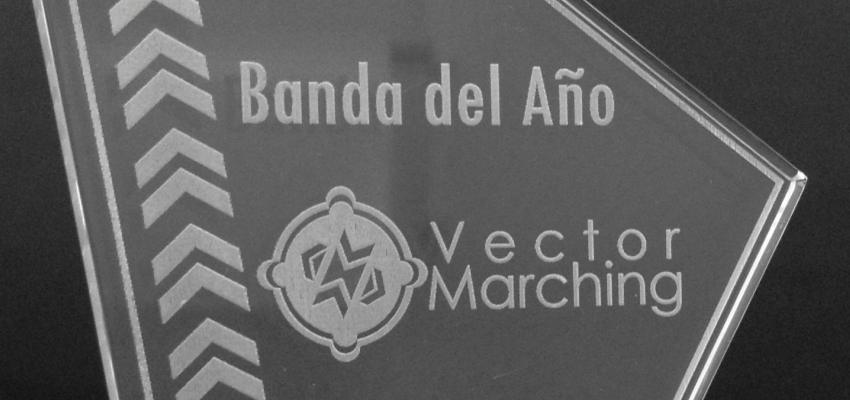 Banda del Año
Vector
Marching